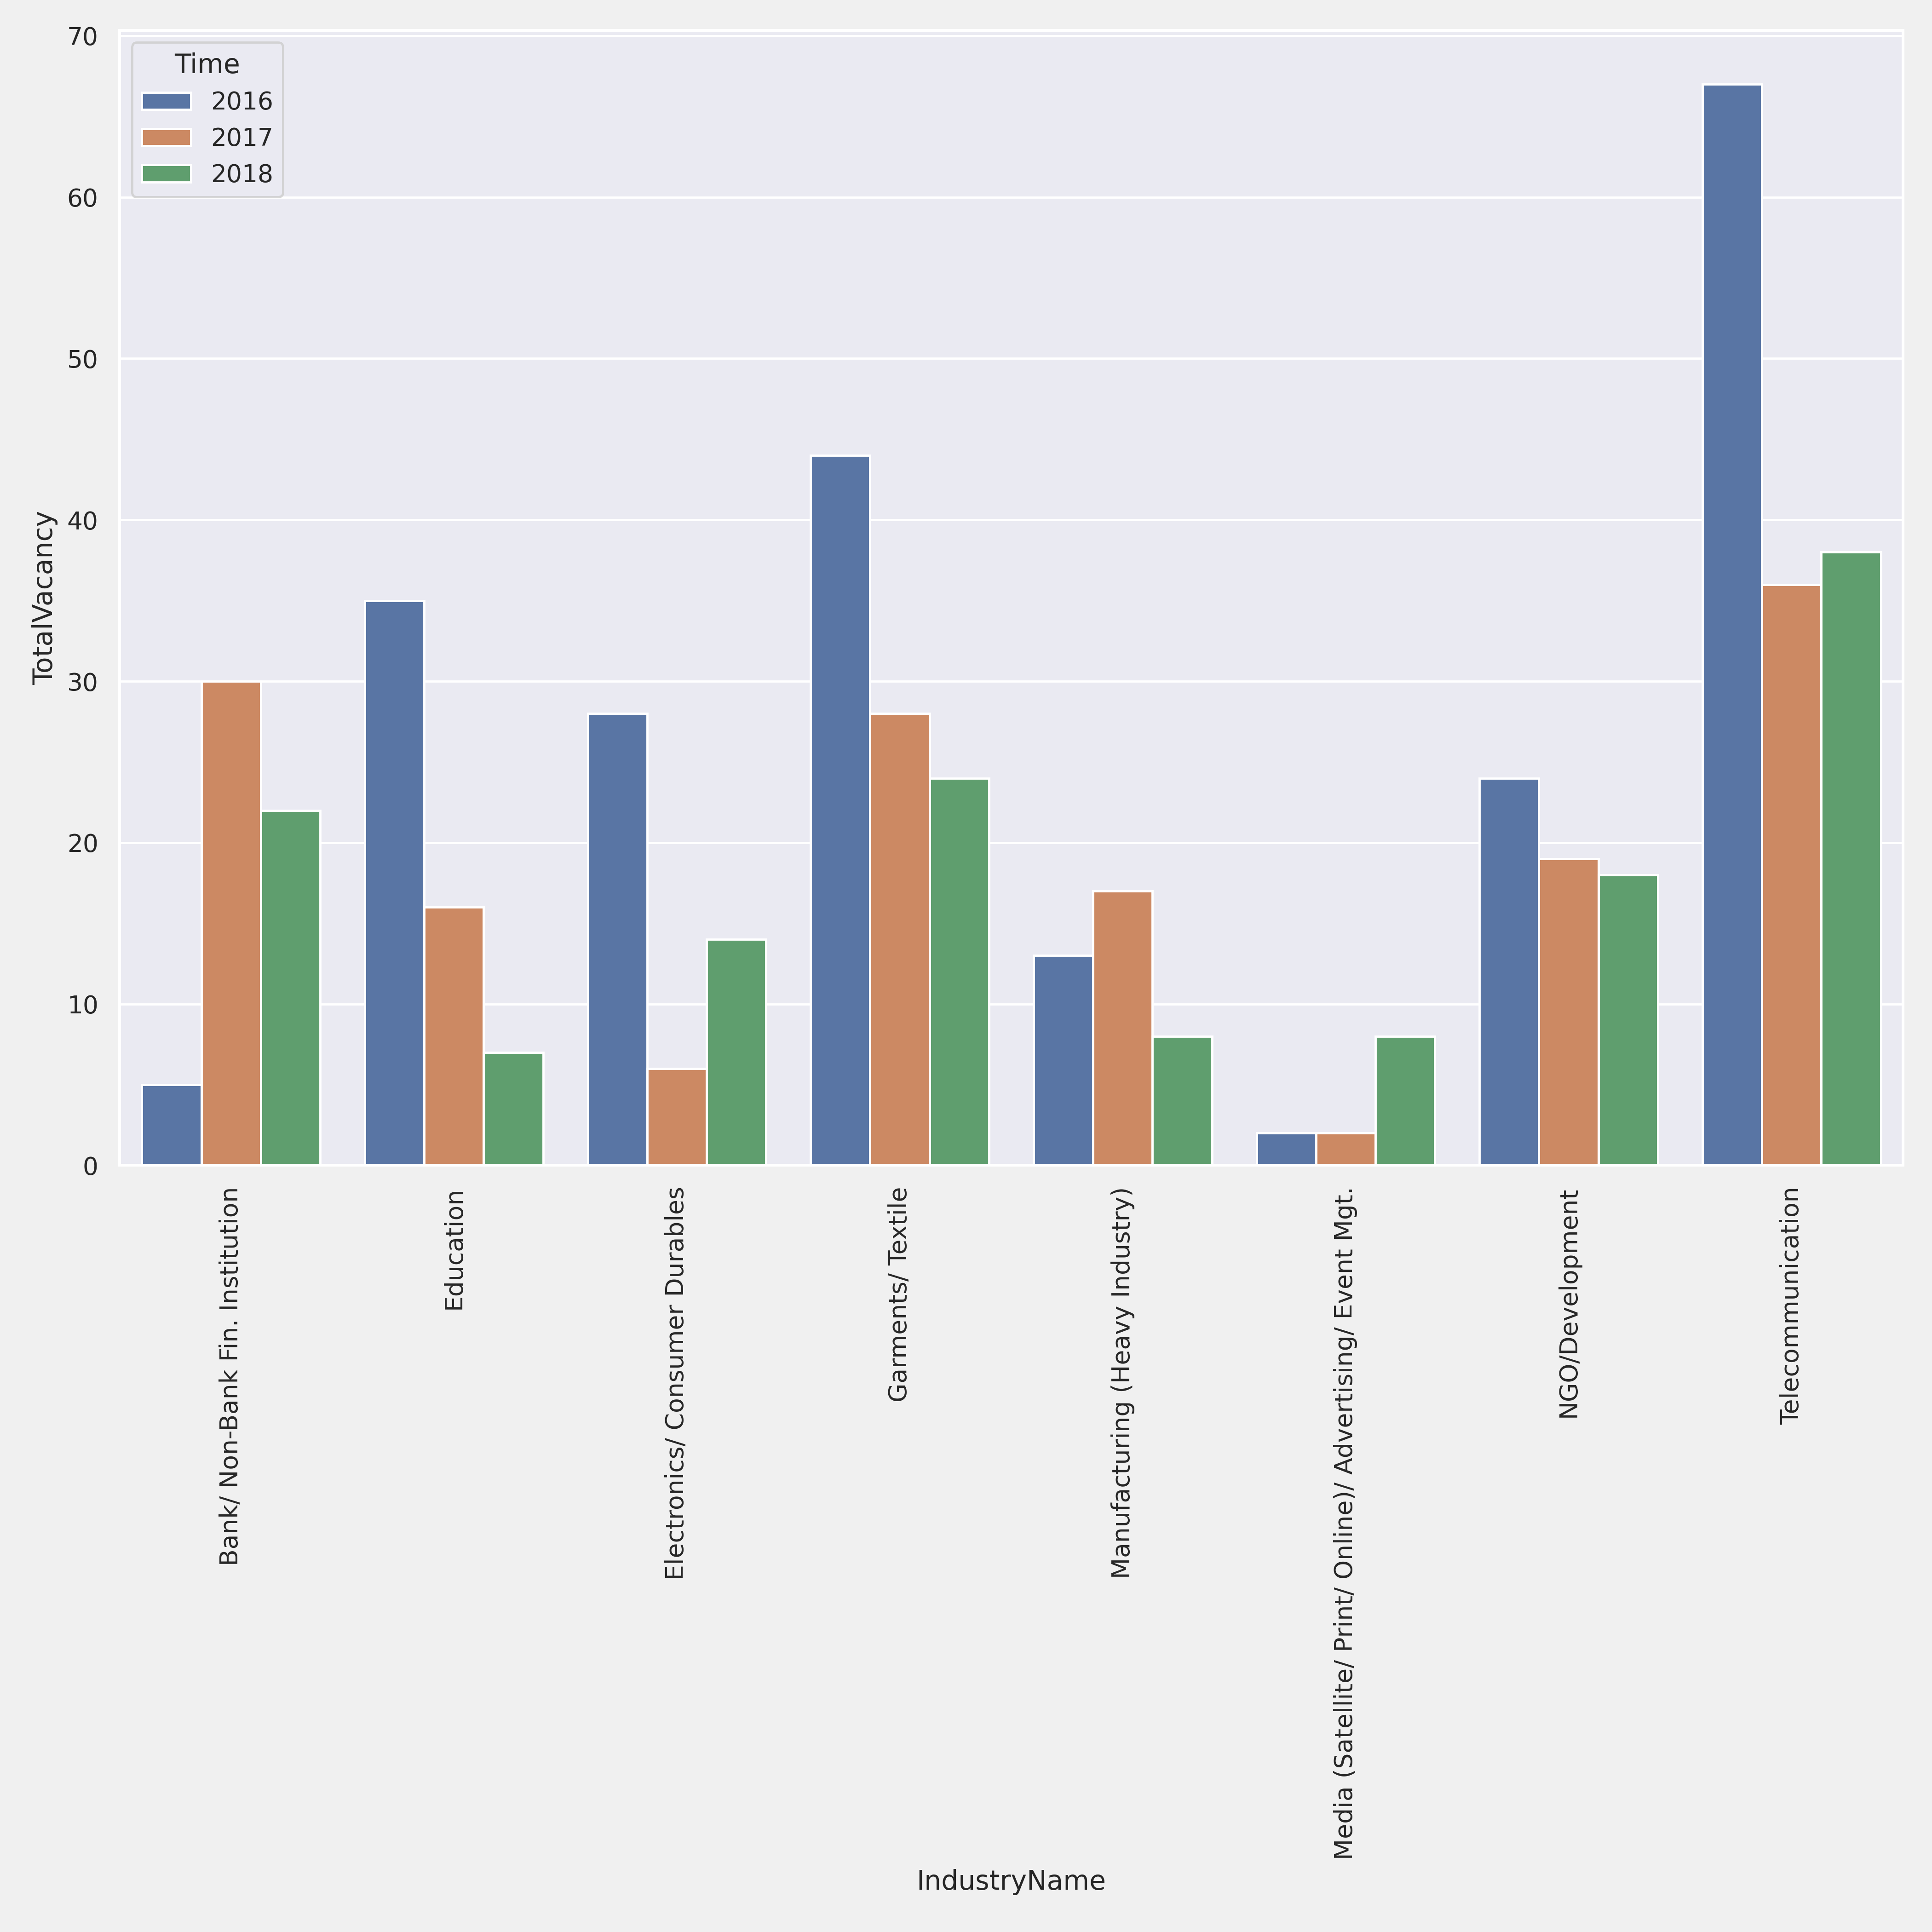 70
60
50
40
30
20
10
0
TotalVacancy
Time
2016
2017
2018
Bank/ Non-Bank Fin. Institution
Education
Electronics/ Consumer Durables
Garments/ Textile
Manufacturing (Heavy Industry)
Media (Satellite/ Print/ Online)/ Advertising/ Event Mgt.
NGO/Development
Telecommunication
IndustryName